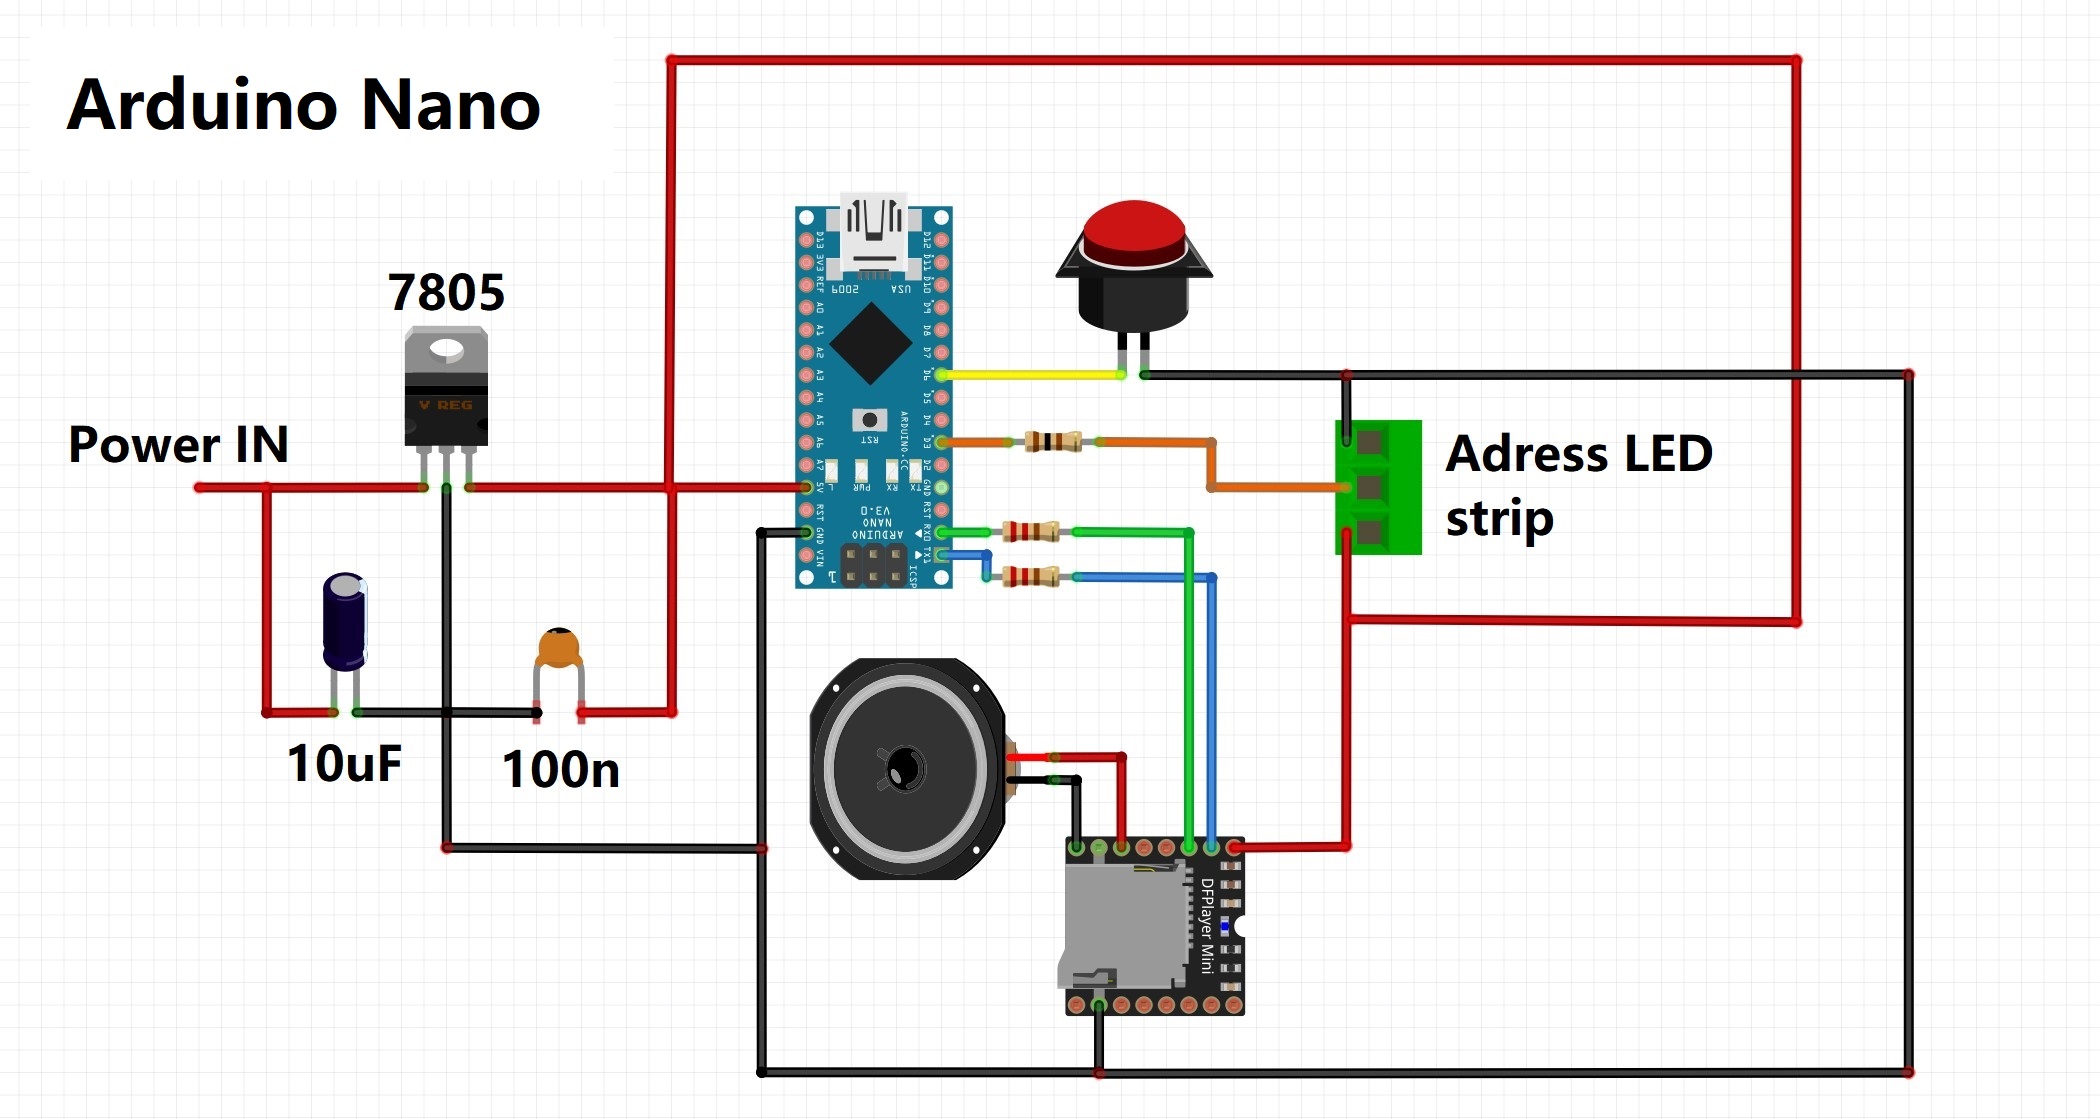 Arduino Nano
7805
V REG
Power IN
10uF
100n
D13
3V3
REF
A0
A1
A2
A3
A4
A5
A6
A7
5V
RST
GND
VIN
D12
D11
D10
D9
D8
D7
D6
D5
D4
D3
D2
GND
RST
RX0
TX1
2009
USA
RST
ARDUINO.CC
L
PWR
RX
TX
V3.0
NANO
ARDUINO
1
ICSP
Adress LED
strip
DFPlayer Mini